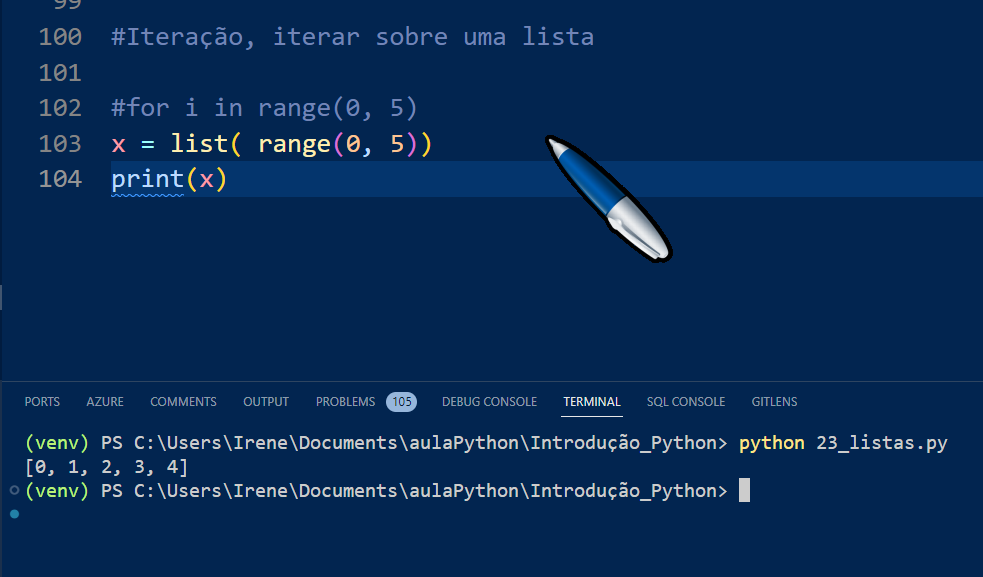 99
100 #Iteração, iterar sobre uma lista
101
102 #for i in range(0, 5)
103 x = list( range(0, 5))
104 print(x)
PORTS AZURE COMMENTS OUTPUT PROBLEMS 105 DEBUG CONSOLE TERMINAL SQL CONSOLE GITLENS
(venv) PS C:\Users\Irene\Documents\aulaPython\Introdução_Python> python 23_listas.py
[0, 1, 2, 3, 4]
(venv) PS C:\Users\Irene\Documents\aulaPython\Introdução_Python>